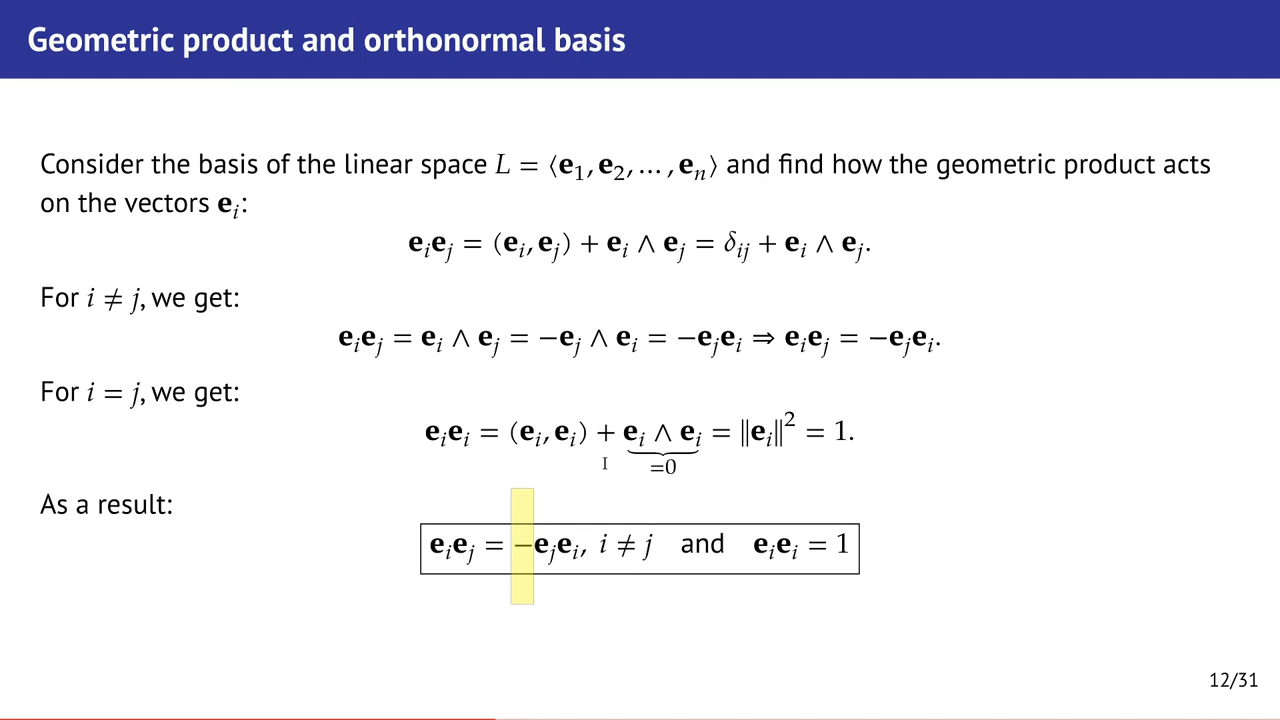 Geometric product and orthonormal basis
Consider the basis of the linear space L = ⟨e₁, e₂, … , eₙ⟩ and find how the geometric product acts
on the vectors eᵢ:
eᵢeⱼ = (eᵢ, eⱼ) + eᵢ ∧ eⱼ = δᵢⱼ + eᵢ ∧ eⱼ.
For i ≠ j, we get:
eᵢeⱼ = eᵢ ∧ eⱼ = −eⱼ ∧ eᵢ = −eⱼeᵢ ⇒ eᵢeⱼ = −eⱼeᵢ.
For i = j, we get:
eᵢeᵢ = (eᵢ, eᵢ) + eᵢ ∧ eᵢ = ‖eᵢ‖² = 1.
=0
As a result:
eᵢeⱼ = −eⱼeᵢ, i ≠ j and eᵢeᵢ = 1
12/31